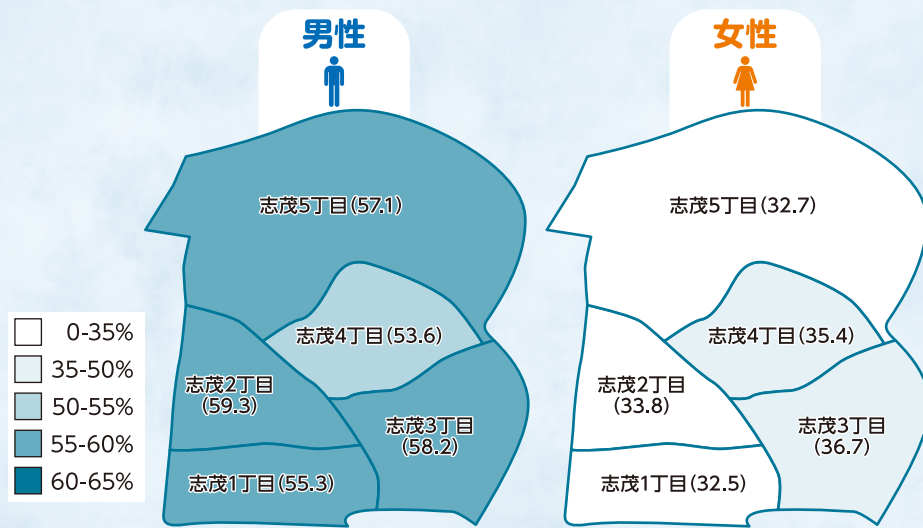 男性
志茂5丁目(57.1)
志茂4丁目(53.6)
志茂2丁目
(59.3)
志茂3丁目
(58.2)
志茂1丁目(55.3)
女性
志茂5丁目(32.7)
志茂4丁目(35.4)
志茂2丁目
(33.8)
志茂3丁目
(36.7)
志茂1丁目(32.5)
0-35%
35-50%
50-55%
55-60%
60-65%